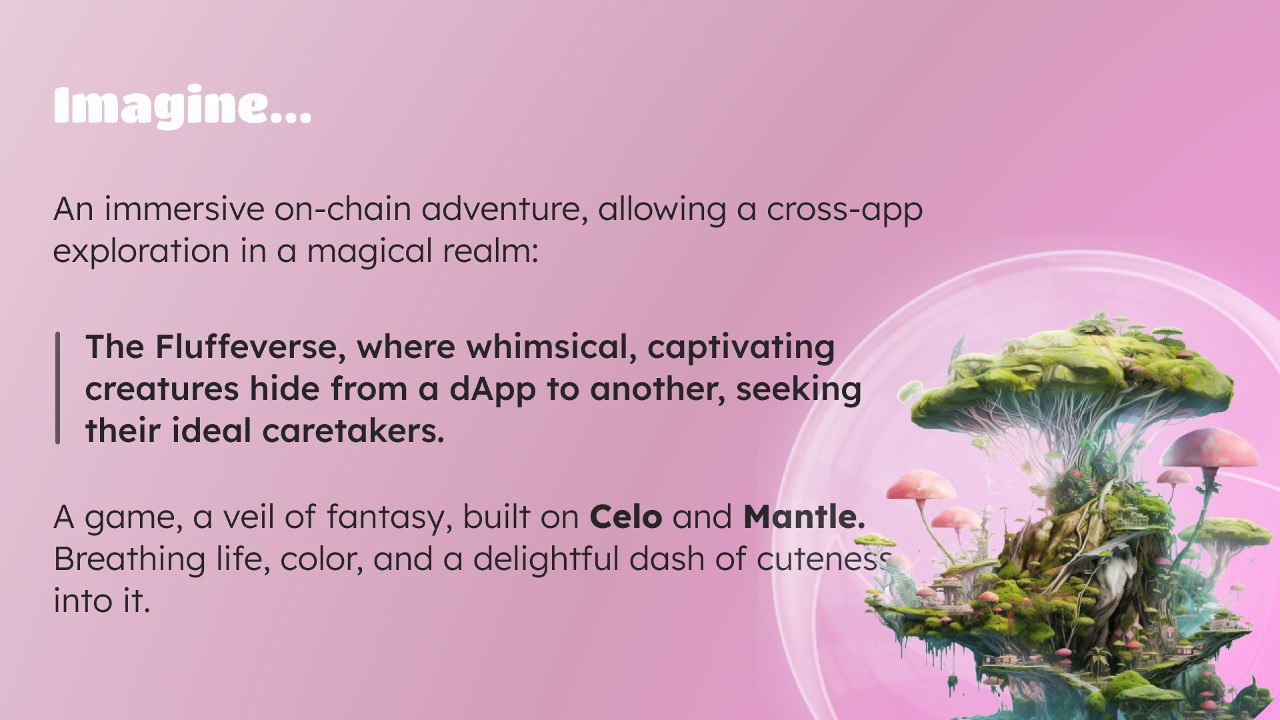 Imagine...
An immersive on-chain adventure, allowing a cross-app
exploration in a magical realm:
The Fluffeverse, where whimsical, captivating
creatures hide from a dApp to another, seeking
their ideal caretakers.
A game, a veil of fantasy, built on Celo and Mantle.
Breathing life, color, and a delightful dash of cuteness
into it.